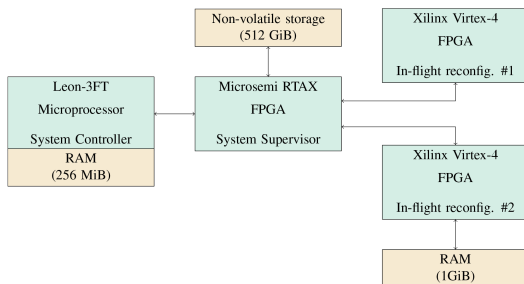 Non-volatile storage
(512 GiB)
Xilinx Virtex-4
FPGA
In-flight reconfig. #1
Leon-3FT
Microprocessor
System Controller
RAM
(256 MiB)
Microsemi RTAX
FPGA
System Supervisor
Xilinx Virtex-4
FPGA
In-flight reconfig. #2
RAM
(1GiB)